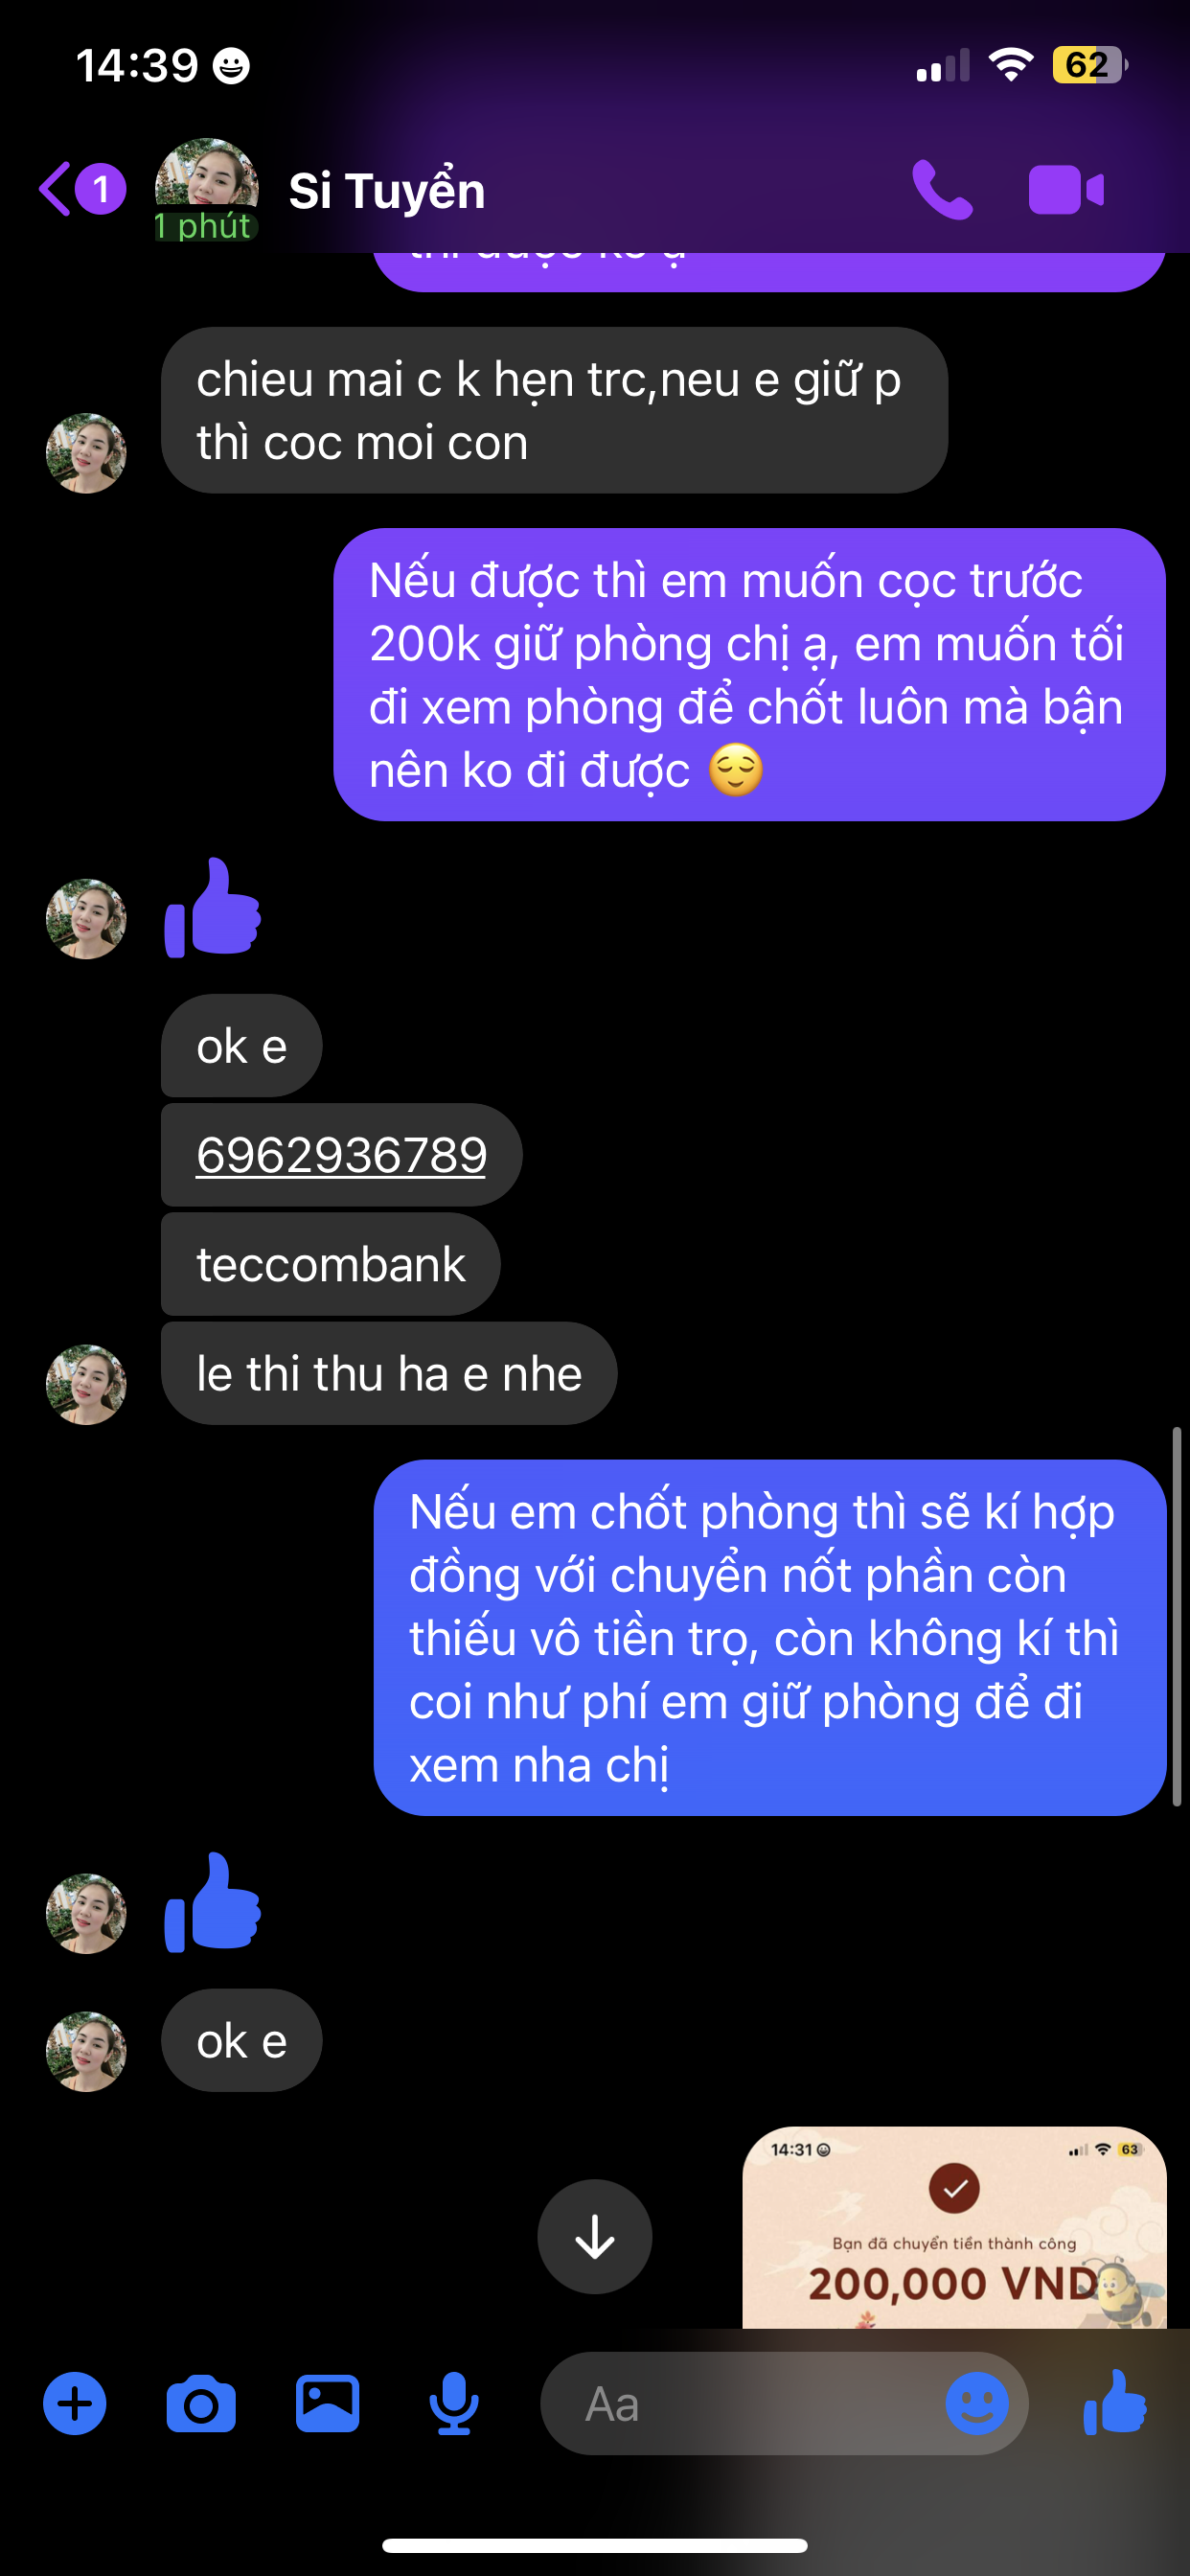 14:39
62
1
Si Tuyển
1 phút
thì được ko ạ
chieu mai c k hẹn trc,neu e giữ p
thì coc moi con
Nếu được thì em muốn cọc trước
200k giữ phòng chị ạ, em muốn tối
đi xem phòng để chốt luôn mà bận
nên ko đi được 😌
ok e
6962936789
teccombank
le thi thu ha e nhe
Nếu em chốt phòng thì sẽ kí hợp
đồng với chuyển nốt phần còn
thiếu vô tiền trọ, còn không kí thì
coi như phí em giữ phòng để đi
xem nha chị
ok e
14:31
63
Bạn đã chuyển tiền thành công
200,000 VND
Aa